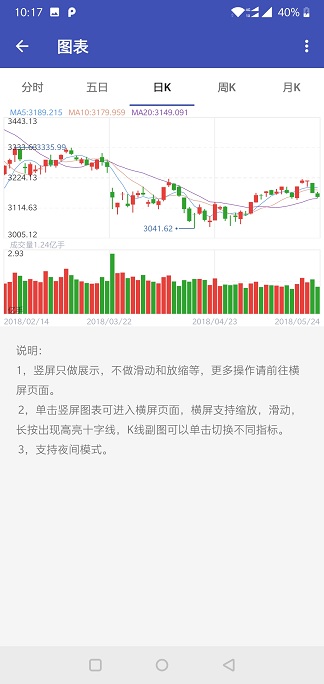 10:17
40%
图表
分时 五日 日K 周K 月K
MA5:3189.215 MA10:3179.959 MA20:3149.091
3443.13
3333.63 3335.99
3224.13
3114.63
3041.62
3005.12
成交量1.24亿手
2.93
亿手
2018/02/14 2018/03/22 2018/04/23 2018/05/24
说明:
1，竖屏只做展示，不做滑动和放缩等，更多操作请前往横
屏页面。
2，单击竖屏图表可进入横屏页面，横屏支持缩放，滑动，
长按出现高亮十字线，K线副图可以单击切换不同指标。
3，支持夜间模式。